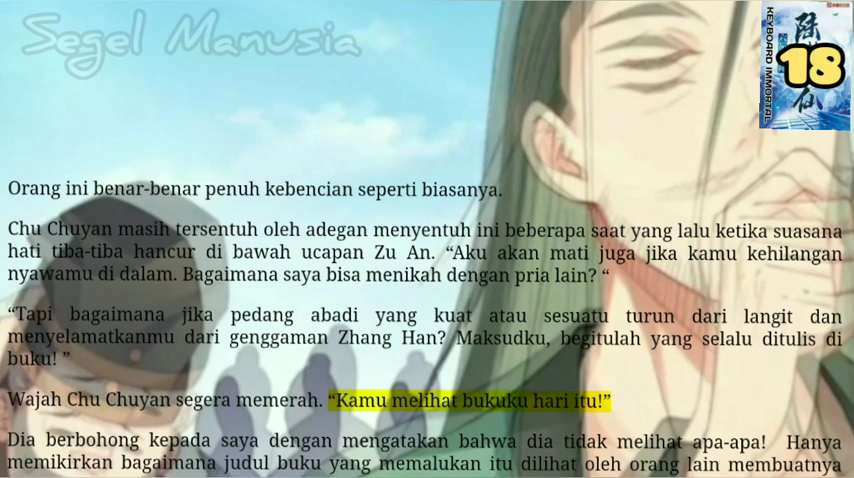 Segel Manusia
KEYBOARD IMMORTAL
18
Orang ini benar-benar penuh kebencian seperti biasanya.
Chu Chuyan masih tersentuh oleh adegan menyentuh ini beberapa saat yang lalu ketika suasana
hati tiba-tiba hancur di bawah ucapan Zu An. “Aku akan mati juga jika kamu kehilangan
nyawamu di dalam. Bagaimana saya bisa menikah dengan pria lain? “
“Tapi bagaimana jika pedang abadi yang kuat atau sesuatu turun dari langit dan
menyelamatkanmu dari genggaman Zhang Han? Maksudku, begitulah yang selalu ditulis di
buku! ”
Wajah Chu Chuyan segera memerah. “Kamu melihat bukuku hari itu!”
Dia berbohong kepada saya dengan mengatakan bahwa dia tidak melihat apa-apa! Hanya
memikirkan bagaimana judul buku yang memalukan itu dilihat oleh orang lain membuatnya